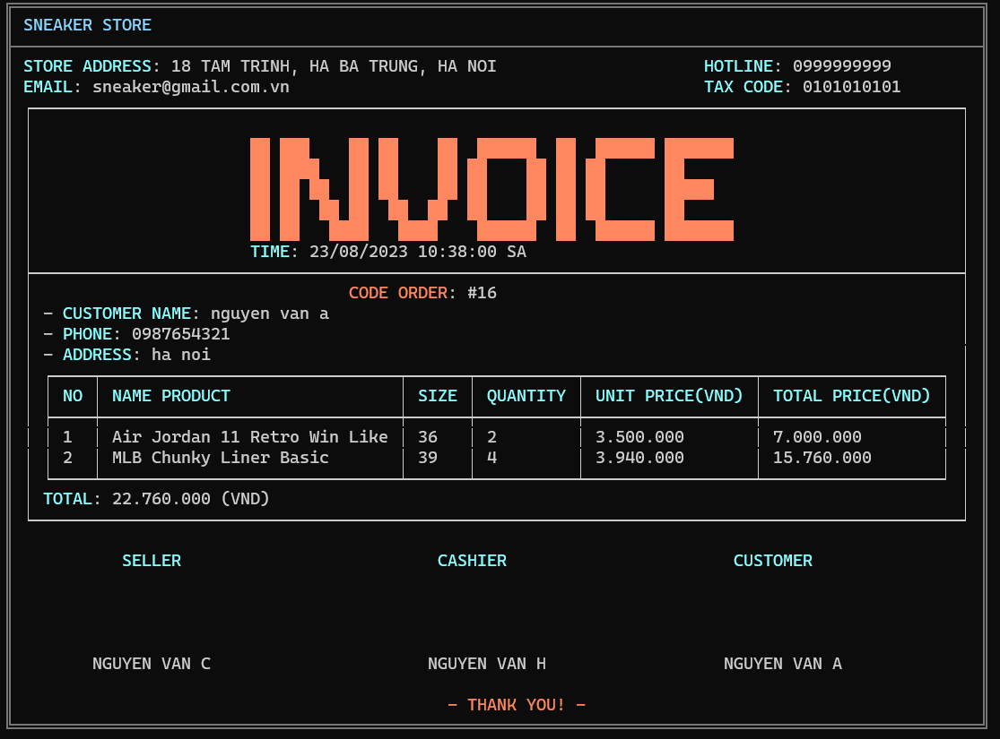 SNEAKER STORE
STORE ADDRESS: 18 TAM TRINH, HA BA TRUNG, HA NOI HOTLINE: 0999999999
EMAIL: sneaker@gmail.com.vn TAX CODE: 0101010101
INVOICE
TIME: 23/08/2023 10:38:00 SA
CODE ORDER: #16
- CUSTOMER NAME: nguyen van a
- PHONE: 0987654321
- ADDRESS: ha noi
NO NAME PRODUCT SIZE QUANTITY UNIT PRICE(VND) TOTAL PRICE(VND)
1 Air Jordan 11 Retro Win Like 36 2 3.500.000 7.000.000
2 MLB Chunky Liner Basic 39 4 3.940.000 15.760.000
TOTAL: 22.760.000 (VND)
SELLER CASHIER CUSTOMER
NGUYEN VAN C NGUYEN VAN H NGUYEN VAN A
- THANK YOU! -